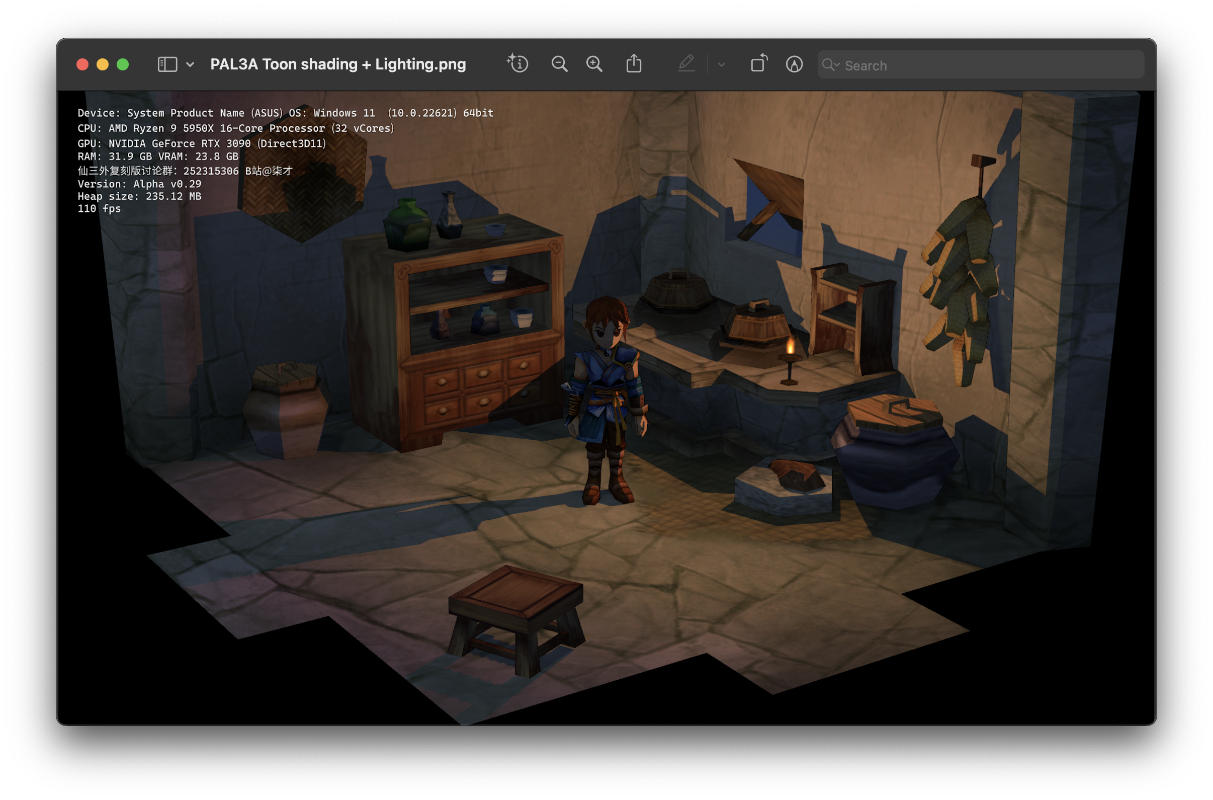 PAL3A Toon shading + Lighting.png
Search
Device: System Product Name (ASUS) OS: Windows 11 (10.0.22621) 64bit
CPU: AMD Ryzen 9 5950X 16-Core Processor (32 vCores)
GPU: NVIDIA GeForce RTX 3090 (Direct3D11)
RAM: 31.9 GB VRAM: 23.8 GB
仙三外复刻版讨论群: 252315306 B站@柒才
Version: Alpha v0.29
Heap size: 235.12 MB
110 fps